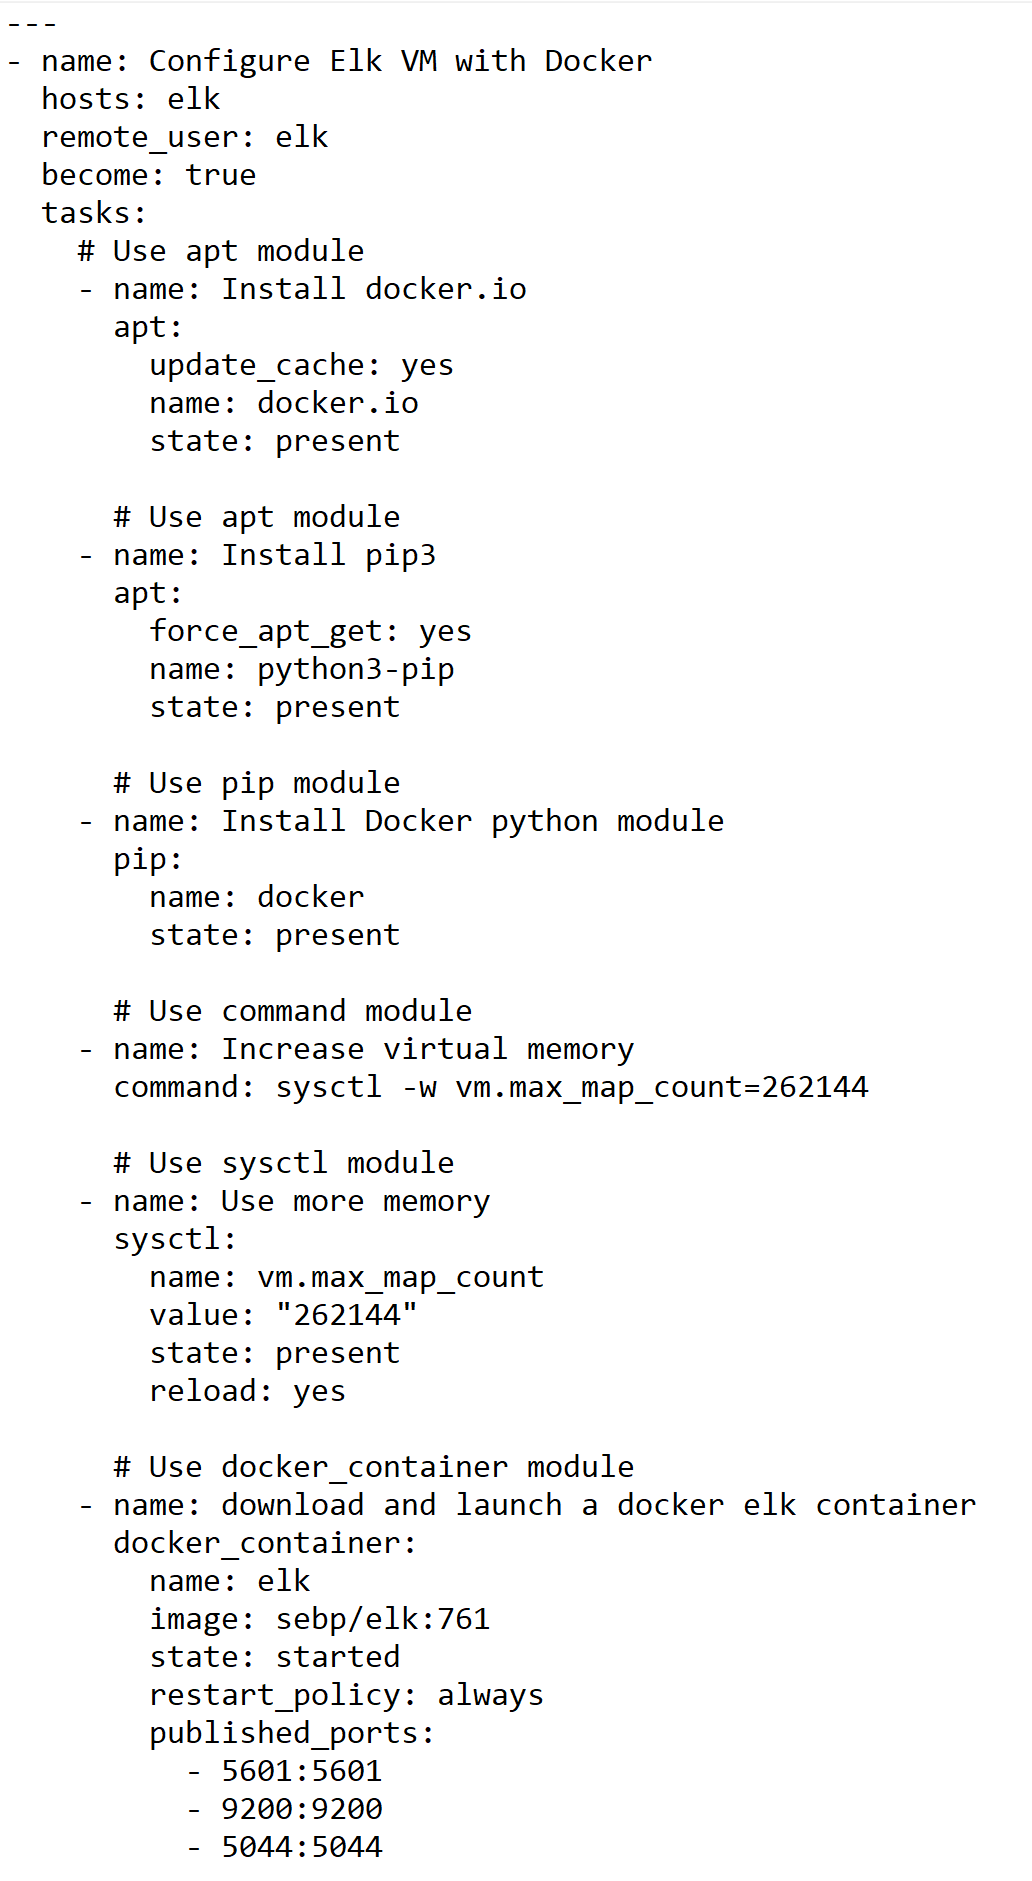 ---
- name: Configure Elk VM with Docker
  hosts: elk
  remote_user: elk
  become: true
  tasks:
    # Use apt module
    - name: Install docker.io
      apt:
        update_cache: yes
        name: docker.io
        state: present

      # Use apt module
    - name: Install pip3
      apt:
        force_apt_get: yes
        name: python3-pip
        state: present

      # Use pip module
    - name: Install Docker python module
      pip:
        name: docker
        state: present

      # Use command module
    - name: Increase virtual memory
      command: sysctl -w vm.max_map_count=262144

      # Use sysctl module
    - name: Use more memory
      sysctl:
        name: vm.max_map_count
        value: "262144"
        state: present
        reload: yes

      # Use docker_container module
    - name: download and launch a docker elk container
      docker_container:
        name: elk
        image: sebp/elk:761
        state: started
        restart_policy: always
        published_ports:
          - 5601:5601
          - 9200:9200
          - 5044:5044